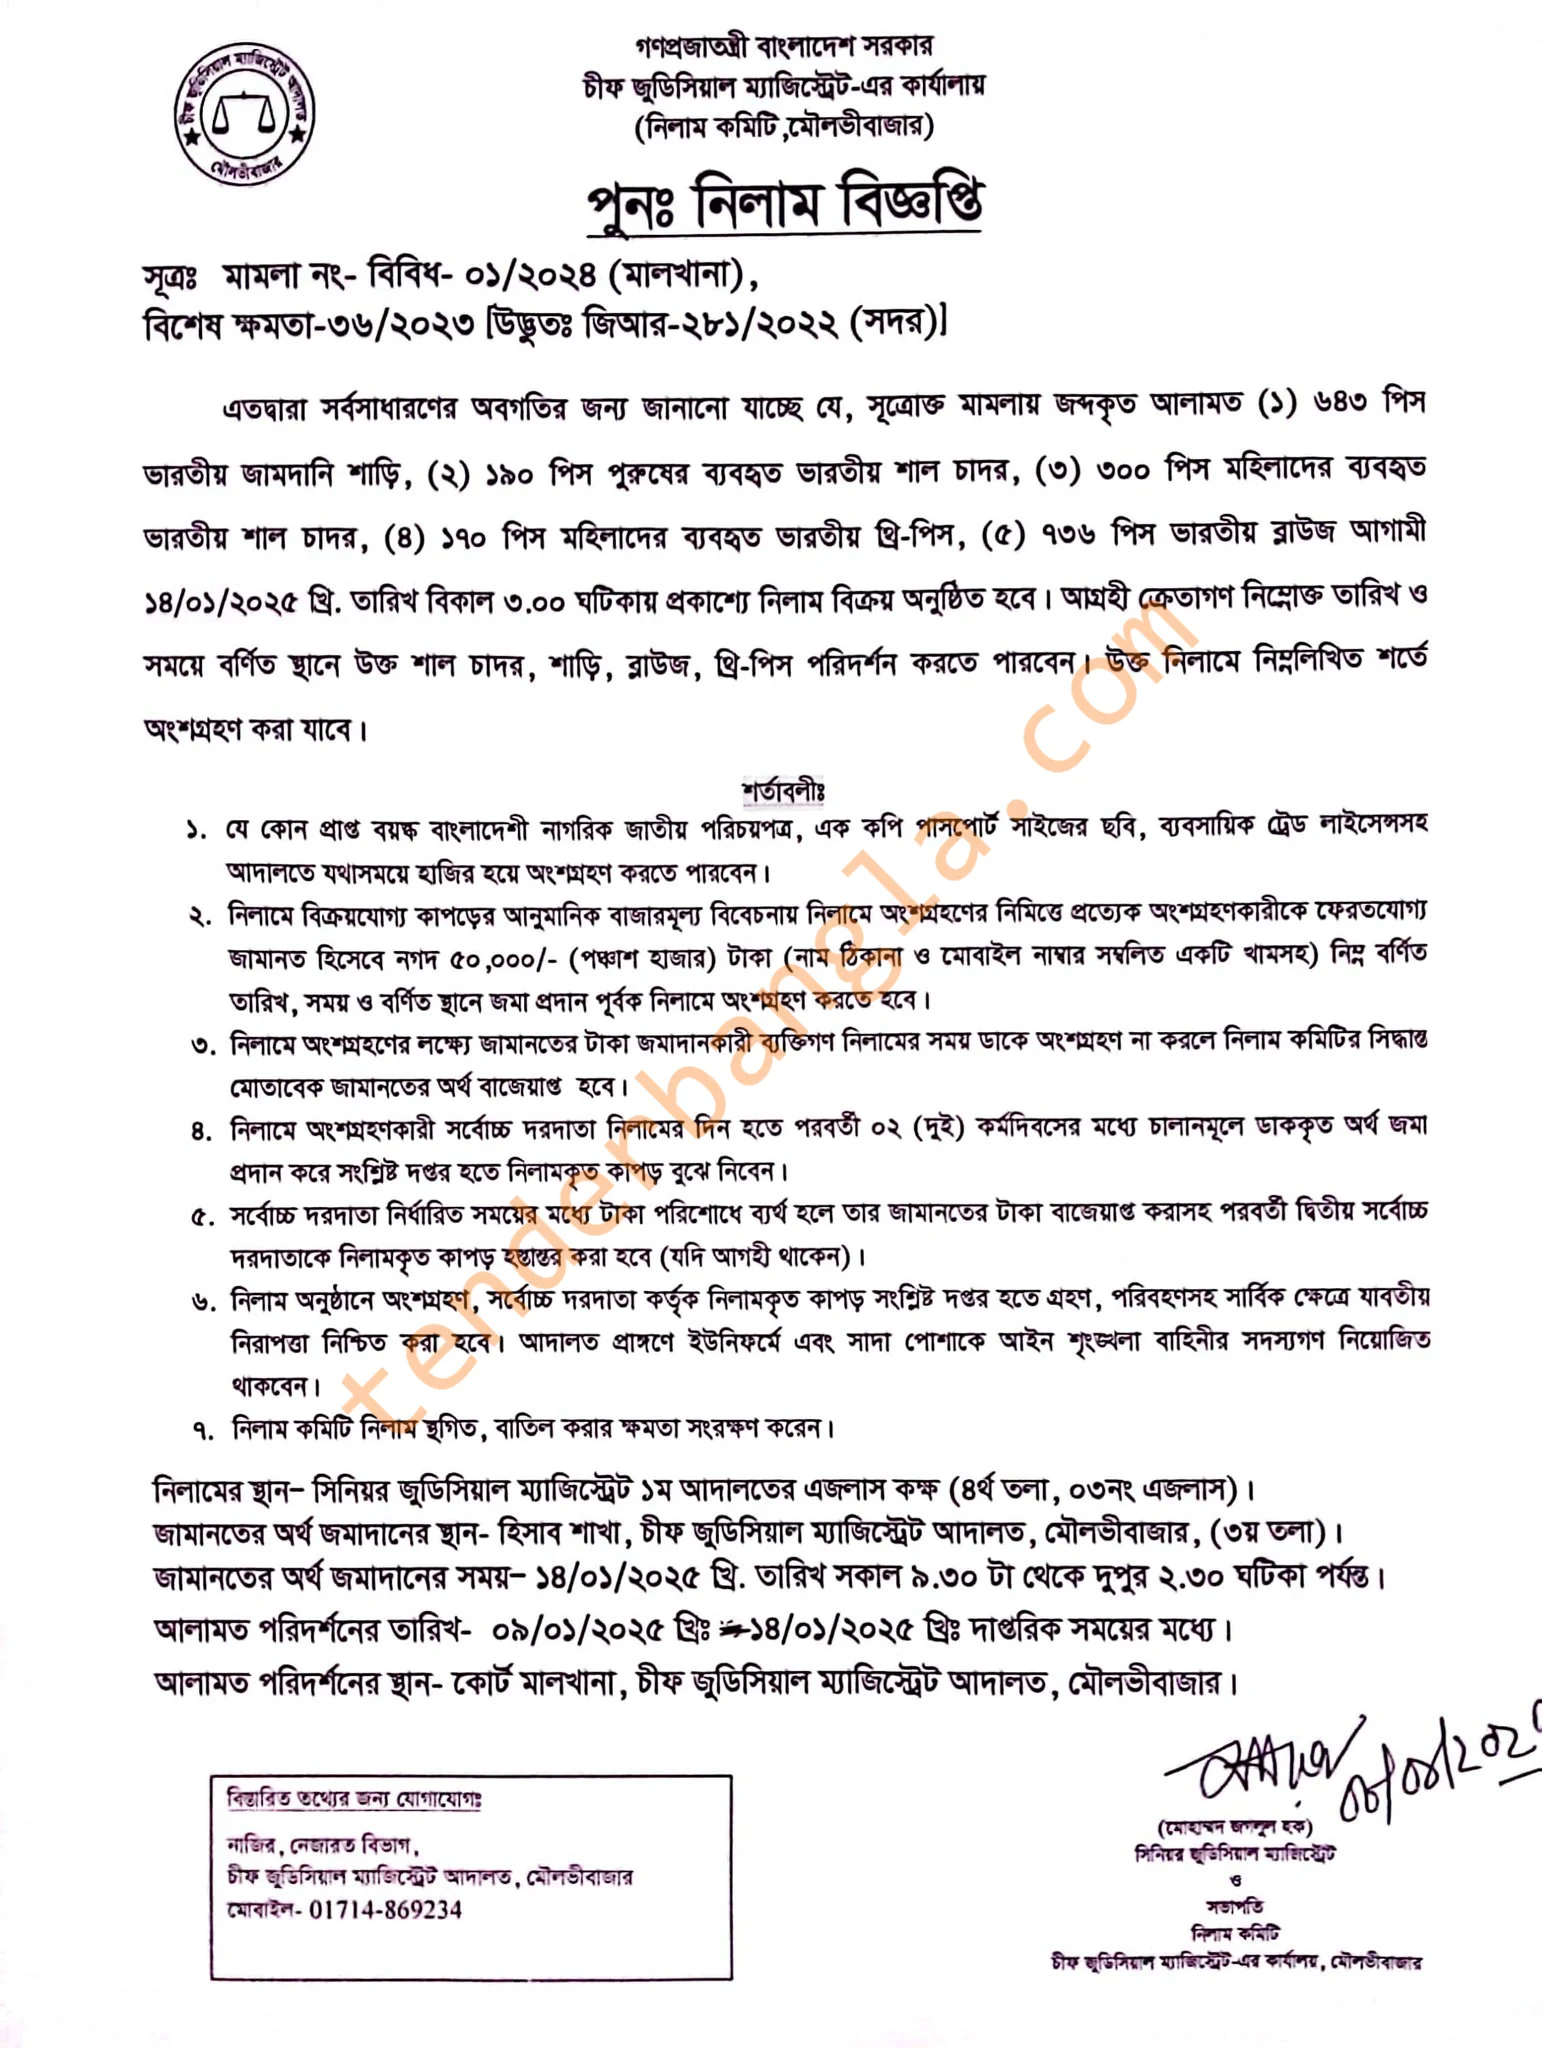 গণপ্রজাতন্ত্রী বাংলাদেশ সরকার
চীফ জুডিসিয়াল ম্যাজিস্ট্রেট-এর কার্যালয়
(নিলাম কমিটি,মৌলভীবাজার)
চীফ জুডিসিয়াল ম্যাজিস্ট্রেট আদালত
মৌলভীবাজার
পুনঃ নিলাম বিজ্ঞপ্তি
সূত্রঃ মামলা নং- বিবিধ- ০১/২০২৪ (মালখানা),
বিশেষ ক্ষমতা-৩৬/২০২৩ [উদ্ভুতঃ জিআর-২৮১/২০২২ (সদর)]
এতদ্বারা সর্বসাধারণের অবগতির জন্য জানানো যাচ্ছে যে, সূত্রোক্ত মামলায় জব্দকৃত আলামত (১) ৬৪৩ পিস
ভারতীয় জামদানি শাড়ি, (২) ১৯০ পিস পুরুষের ব্যবহৃত ভারতীয় শাল চাদর, (৩) ৩০০ পিস মহিলাদের ব্যবহৃত
ভারতীয় শাল চাদর, (৪) ১৭০ পিস মহিলাদের ব্যবহৃত ভারতীয় থ্রি-পিস, (৫) ৭৩৬ পিস ভারতীয় ব্লাউজ আগামী
১৪/০১/২০২৫ খ্রি. তারিখ বিকাল ৩.০০ ঘটিকায় প্রকাশ্যে নিলাম বিক্রয় অনুষ্ঠিত হবে। আগ্রহী ক্রেতাগণ নিম্নোক্ত তারিখ ও
সময়ে বর্ণিত স্থানে উক্ত শাল চাদর, শাড়ি, ব্লাউজ, থ্রি-পিস পরিদর্শন করতে পারবেন। উক্ত নিলামে নিম্নলিখিত শর্তে
অংশগ্রহণ করা যাবে।
শর্তাবলীঃ
১. যে কোন প্রাপ্ত বয়স্ক বাংলাদেশী নাগরিক জাতীয় পরিচয়পত্র, এক কপি পাসপোর্ট সাইজের ছবি, ব্যবসায়িক ট্রেড লাইসেন্সসহ
আদালতে যথাসময়ে হাজির হয়ে অংশগ্রহণ করতে পারবেন।
২. নিলামে বিক্রয়যোগ্য কাপড়ের আনুমানিক বাজারমূল্য বিবেচনায় নিলামে অংশগ্রহণের নিমিত্তে প্রত্যেক অংশগ্রহণকারীকে ফেরতযোগ্য
জামানত হিসেবে নগদ ৫০,০০০/- (পঞ্চাশ হাজার) টাকা (নাম ঠিকানা ও মোবাইল নাম্বার সম্বলিত একটি খামসহ) নিম্ন বর্ণিত
তারিখ, সময় ও বর্ণিত স্থানে জমা প্রদান পূর্বক নিলামে অংশগ্রহণ করতে হবে।
৩. নিলামে অংশগ্রহণের লক্ষ্যে জামানতের টাকা জমাদানকারী ব্যক্তিগণ নিলামের সময় ডাকে অংশগ্রহণ না করলে নিলাম কমিটির সিদ্ধান্ত
মোতাবেক জামানতের অর্থ বাজেয়াপ্ত হবে।
৪. নিলামে অংশগ্রহণকারী সর্বোচ্চ দরদাতা নিলামের দিন হতে পরবর্তী ০২ (দুই) কর্মদিবসের মধ্যে চালানমূলে ডাককৃত অর্থ জমা
প্রদান করে সংশ্লিষ্ট দপ্তর হতে নিলামকৃত কাপড় বুঝে নিবেন।
৫. সর্বোচ্চ দরদাতা নির্ধারিত সময়ের মধ্যে টাকা পরিশোধে ব্যর্থ হলে তার জামানতের টাকা বাজেয়াপ্ত করাসহ পরবর্তী দ্বিতীয় সর্বোচ্চ
দরদাতাকে নিলামকৃত কাপড় হস্তান্তর করা হবে (যদি আগহী থাকেন)।
৬. নিলাম অনুষ্ঠানে অংশগ্রহণ, সর্বোচ্চ দরদাতা কর্তৃক নিলামকৃত কাপড় সংশ্লিষ্ট দপ্তর হতে গ্রহণ, পরিবহণসহ সার্বিক ক্ষেত্রে যাবতীয়
নিরাপত্তা নিশ্চিত করা হবে। আদালত প্রাঙ্গণে ইউনিফর্মে এবং সাদা পোশাকে আইন শৃংঙ্খলা বাহিনীর সদস্যগণ নিয়োজিত
থাকবেন।
৭. নিলাম কমিটি নিলাম স্থগিত, বাতিল করার ক্ষমতা সংরক্ষণ করেন।
নিলামের স্থান– সিনিয়র জুডিসিয়াল ম্যাজিস্ট্রেট ১ম আদালতের এজলাস কক্ষ (৪র্থ তলা, ০৩নং এজলাস)।
জামানতের অর্থ জমাদানের স্থান- হিসাব শাখা, চীফ জুডিসিয়াল ম্যাজিস্ট্রেট আদালত, মৌলভীবাজার, (৩য় তলা)।
জামানতের অর্থ জমাদানের সময়– ১৪/০১/২০২৫ খ্রি. তারিখ সকাল ৯.৩০ টা থেকে দুপুর ২.৩০ ঘটিকা পর্যন্ত।
আলামত পরিদর্শনের তারিখ- ০৯/০১/২০২৫ খ্রিঃ -১৪/০১/২০২৫ খ্রিঃ দাপ্তরিক সময়ের মধ্যে।
আলামত পরিদর্শনের স্থান- কোর্ট মালখানা, চীফ জুডিসিয়াল ম্যাজিস্ট্রেট আদালত, মৌলভীবাজার।
বিস্তারিত তথ্যের জন্য যোগাযোগঃ
নাজির, নেজারত বিভাগ,
চীফ জুডিসিয়াল ম্যাজিস্ট্রেট আদালত, মৌলভীবাজার
মোবাইল- 01714-869234
(মোহাম্মদ জগলুল হক)
সিনিয়র জুডিসিয়াল ম্যাজিস্ট্রেট
ও
সভাপতি
নিলাম কমিটি
চীফ জুডিসিয়াল ম্যাজিস্ট্রেট-এর কার্যালয়, মৌলভীবাজার
tenderbangla.com